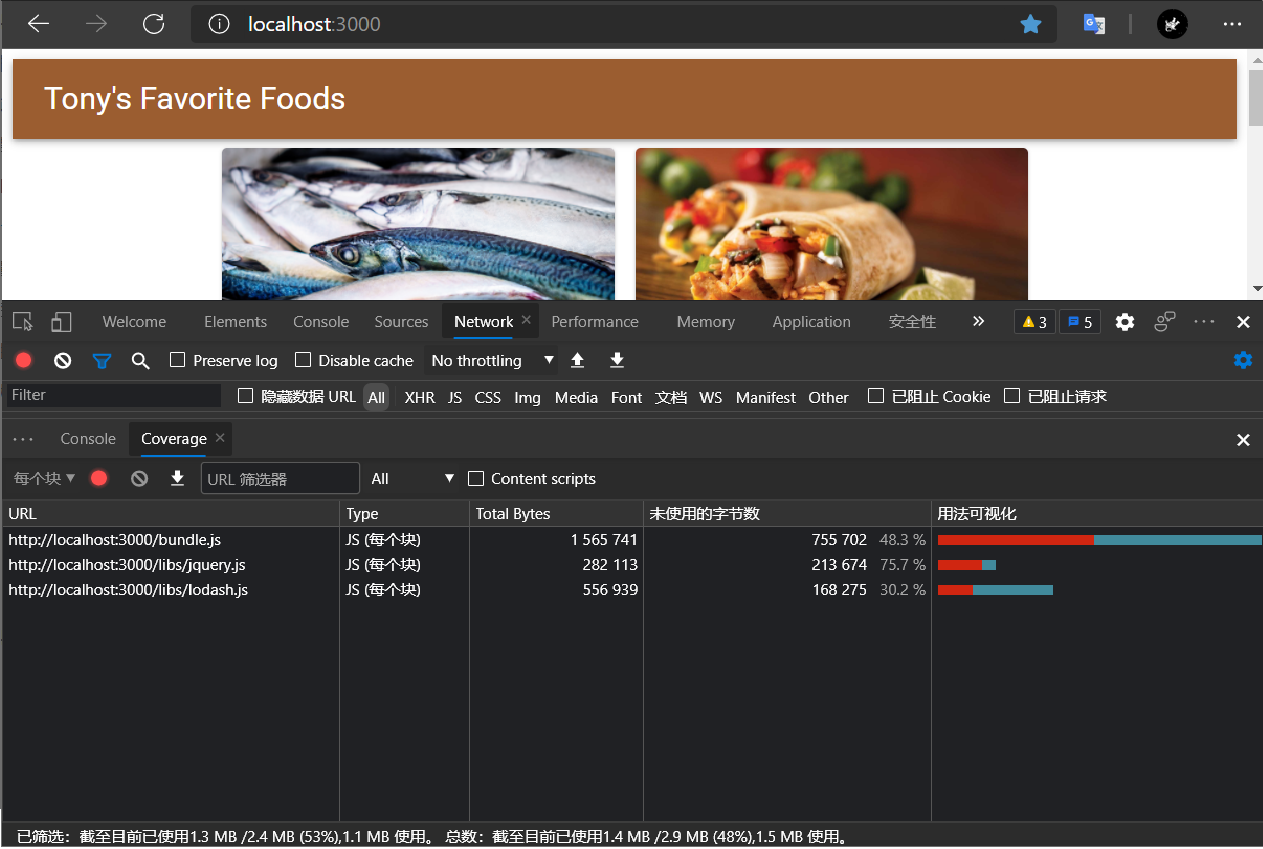 localhost:3000
Tony's Favorite Foods
Welcome Elements Console Sources Network Performance Memory Application 安全性 3 5
Preserve log Disable cache No throttling
Filter 隐藏数据 URL All XHR JS CSS Img Media Font 文档 WS Manifest Other 已阻止 Cookie 已阻止请求
Console Coverage
每个块 URL 筛选器 All Content scripts
URL Type Total Bytes 未使用的字节数 用法可视化
http://localhost:3000/bundle.js JS (每个块) 1 565 741 755 702 48.3 %
http://localhost:3000/libs/jquery.js JS (每个块) 282 113 213 674 75.7 %
http://localhost:3000/libs/lodash.js JS (每个块) 556 939 168 275 30.2 %
已筛选：截至目前已使用1.3 MB /2.4 MB (53%),1.1 MB 使用。 总数：截至目前已使用1.4 MB /2.9 MB (48%),1.5 MB 使用。